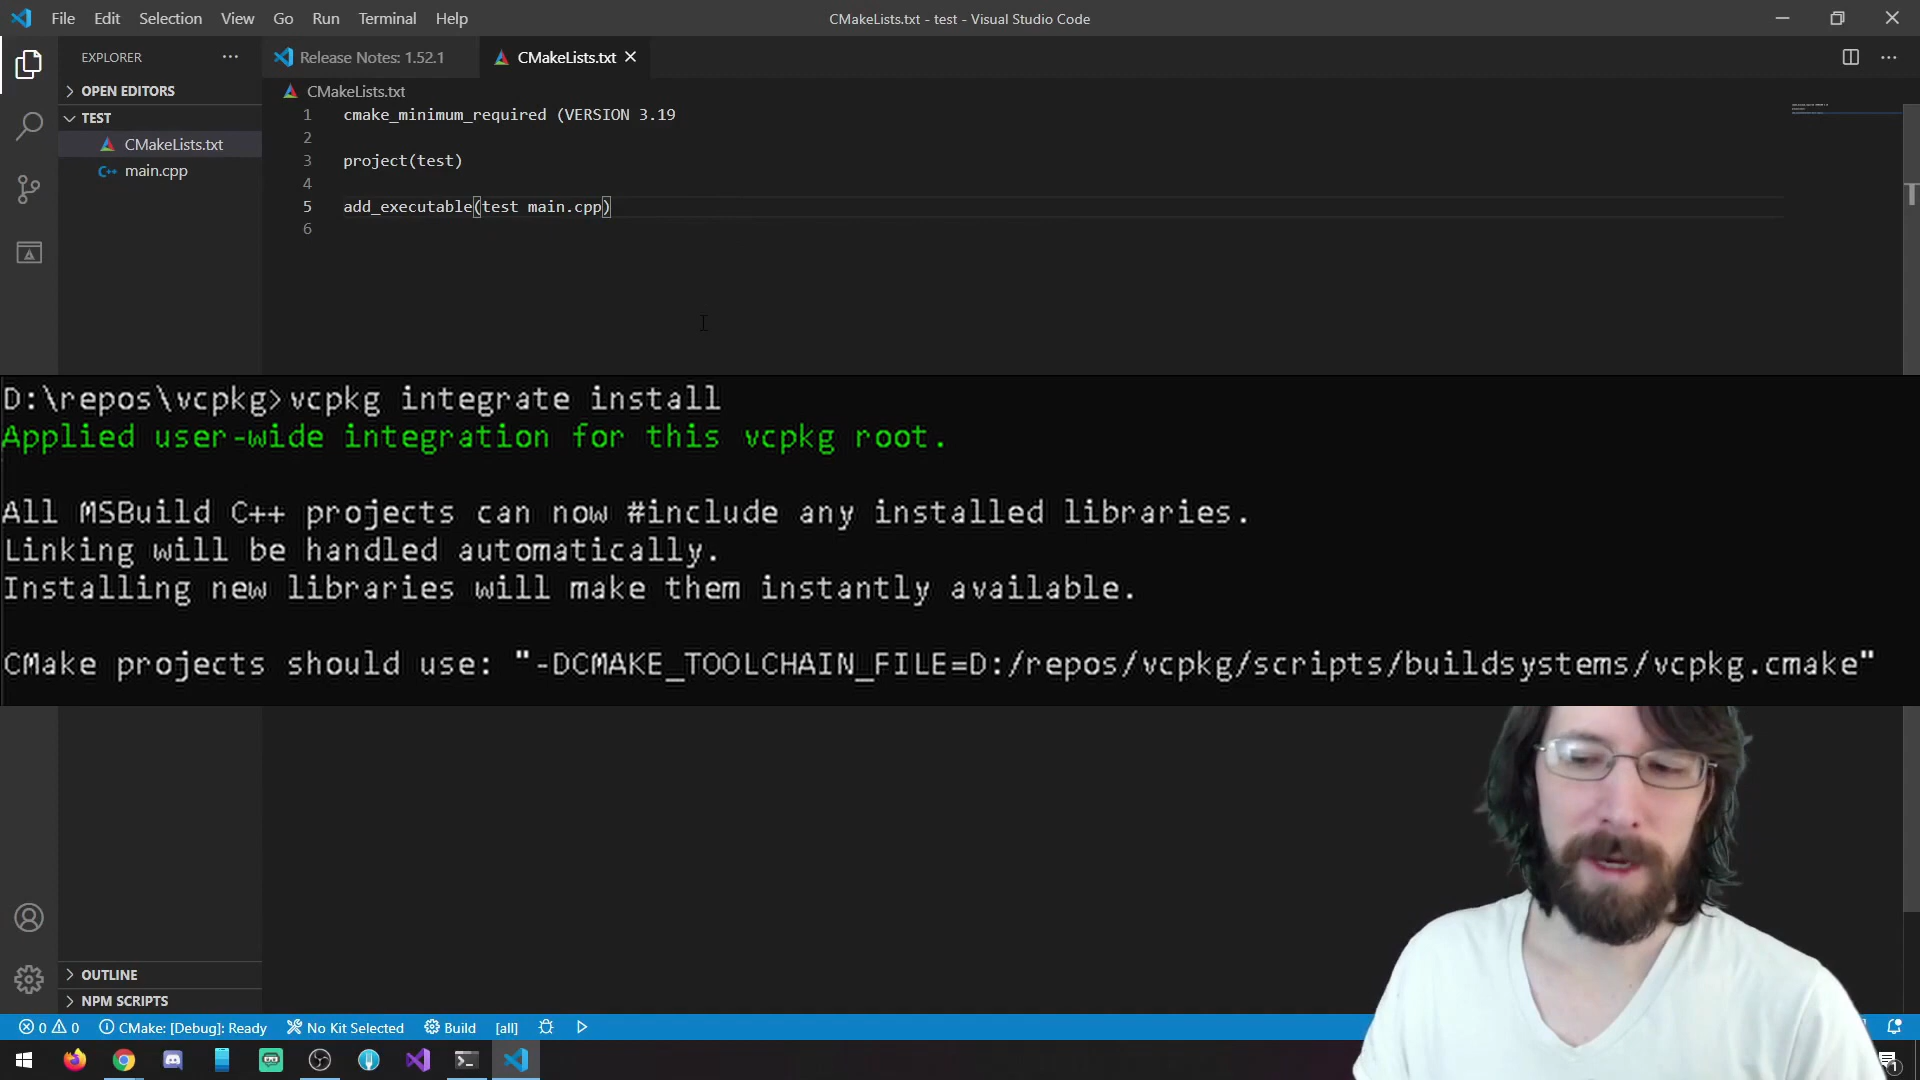 File Edit Selection View Go Run Terminal Help
CMakeLists.txt - test - Visual Studio Code
EXPLORER
Release Notes: 1.52.1
CMakeLists.txt
OPEN EDITORS
CMakeLists.txt
TEST
1 cmake_minimum_required (VERSION 3.19
2
CMakeLists.txt
3 project(test)
main.cpp
4
5 add_executable(test main.cpp)
6
D:\repos\vcpkg>vcpkg integrate install
Applied user-wide integration for this vcpkg root.
All MSBuild C++ projects can now #include any installed libraries.
Linking will be handled automatically.
Installing new libraries will make them instantly available.
CMake projects should use: "-DCMAKE_TOOLCHAIN_FILE=D:/repos/vcpkg/scripts/buildsystems/vcpkg.cmake"
OUTLINE
NPM SCRIPTS
0 0 CMake: [Debug]: Ready No Kit Selected Build [all]
1